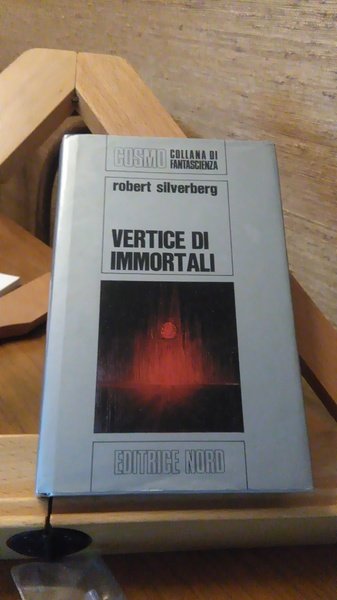 COSMO COLLANA DI
FANTASCIENZA
robert silverberg
VERTICE DI
IMMORTALI
EDITRICE NORD